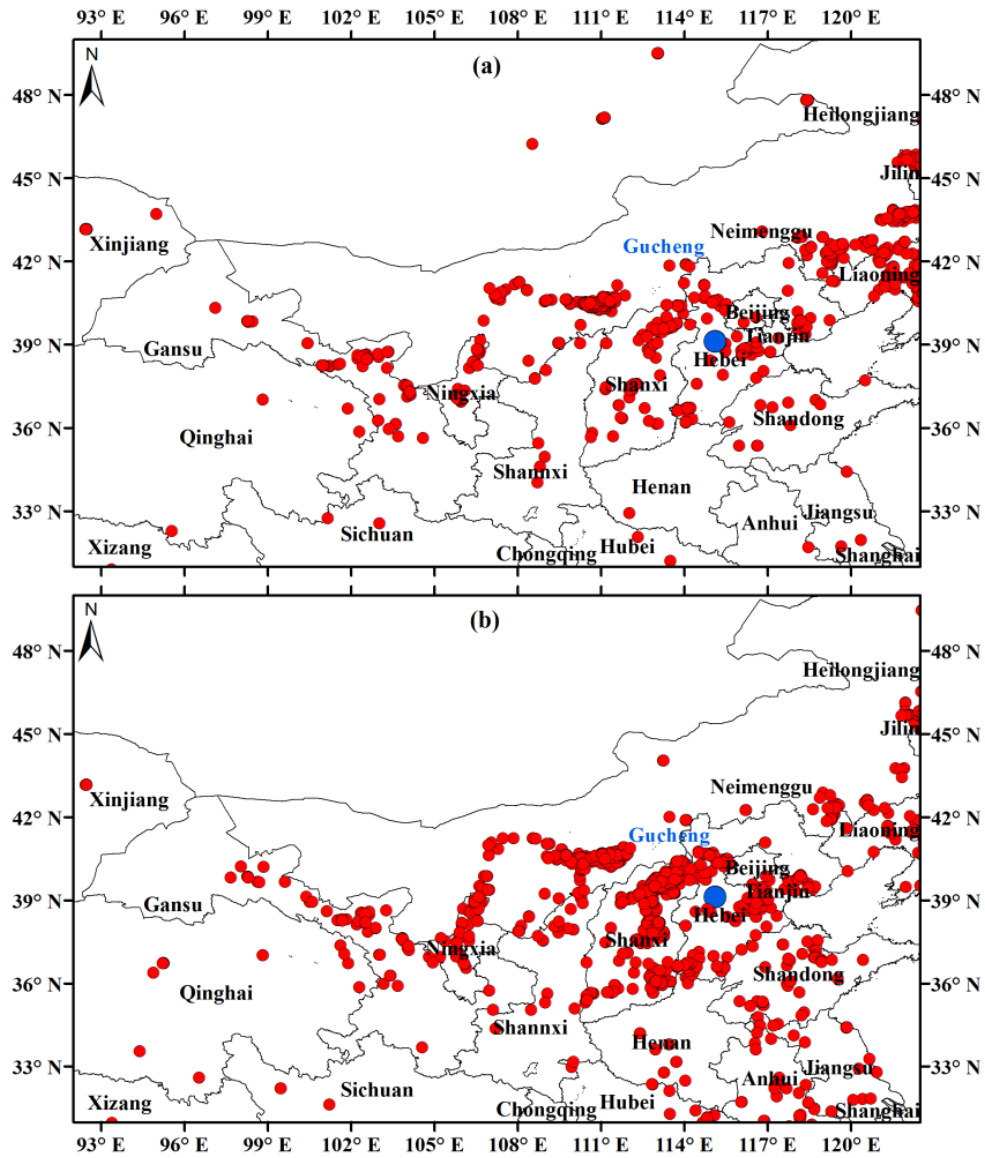 93° E 96° E 99° E 102° E 105° E 108° E 111° E 114° E 117° E 120° E
N
(a)
48° N 48° N
Heilongjiang
Jilin
45° N 45° N
Xinjiang
Neimenggu
Gucheng
42° N 42° N
Liaoning
Beijing
Tianjin
39° N 39° N
Gansu
Hebei
Ningxia
Shanxi
Shandong
36° N 36° N
Qinghai
Shannxi
Henan
33° N 33° N
Anhui
Jiangsu
Sichuan
Xizang
Chongqing
Hubei
Shanghai
N
(b)
48° N 48° N
Heilongjiang
Jilin
45° N 45° N
Xinjiang
Neimenggu
42° N 42° N
Gucheng
Liaoning
Beijing
Tianjin
39° N 39° N
Gansu
Hebei
Ningxia
Shanxi
Shandong
36° N 36° N
Qinghai
Shannxi
Henan
33° N 33° N
Anhui
Jiangsu
Sichuan
Xizang
Chongqing
Hubei
Shanghai
93° E 96° E 99° E 102° E 105° E 108° E 111° E 114° E 117° E 120° E